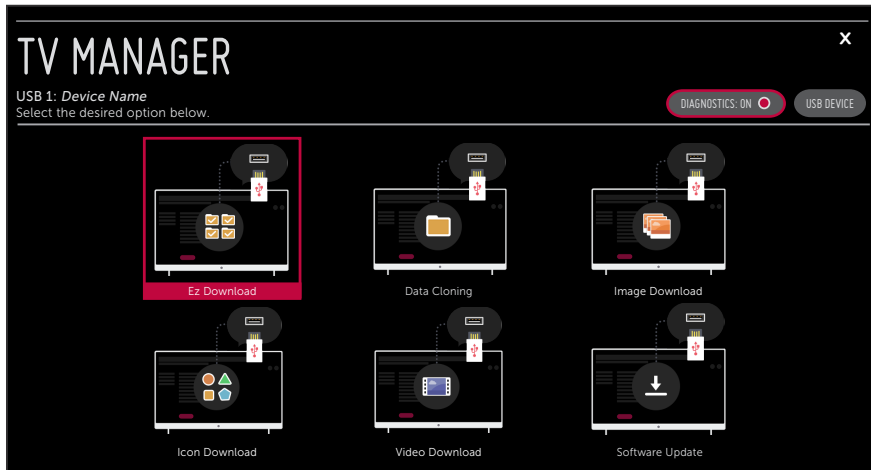 TV MANAGER
X
USB 1: Device Name
Select the desired option below.
DIAGNOSTICS: ON
USB DEVICE
Ez Download
Data Cloning
Image Download
Icon Download
Video Download
Software Update